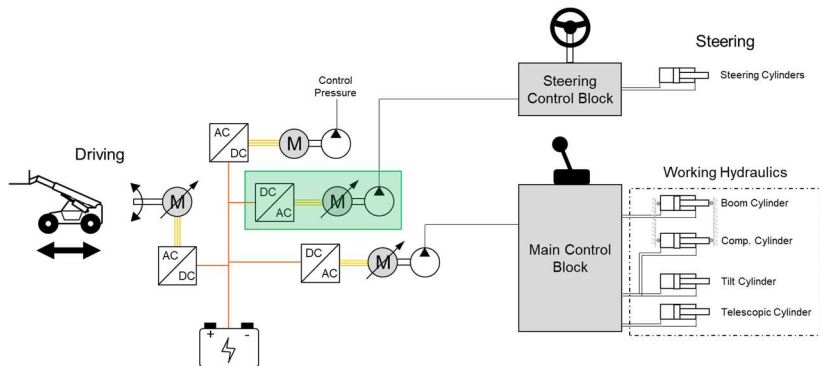 Steering
Steering
Control Block
Steering Cylinders
Control
Pressure
AC
DC
M
Driving
DC
AC
M
M
Working Hydraulics
Boom Cylinder
Main Control
Block
Comp. Cylinder
AC
DC
DC
AC
M
Tilt Cylinder
Telescopic Cylinder
+ -